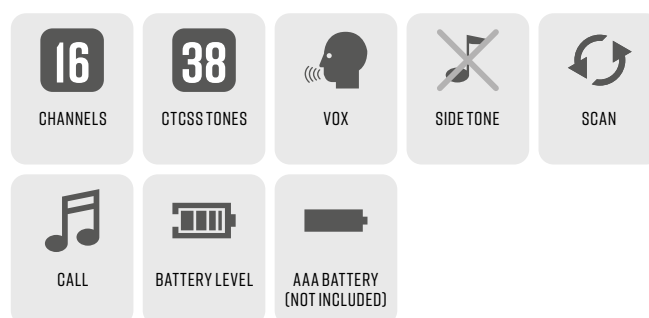 16
38
CHANNELS
CTCSS TONES
VOX
SIDE TONE
SCAN
CALL
BATTERY LEVEL
AAA BATTERY
(NOT INCLUDED)